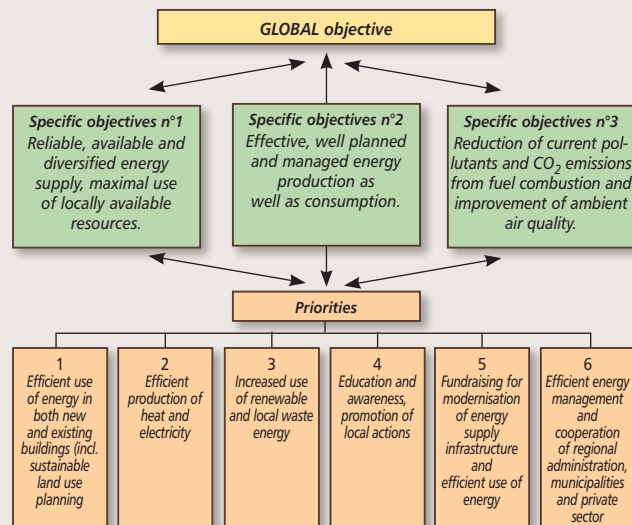 GLOBAL objective
Specific objectives n°1
Reliable, available and
diversified energy
supply, maximal use
of locally available
resources.
Specific objectives n°2
Effective, well planned
and managed energy
production as
well as consumption.
Specific objectives n°3
Reduction of current pol-
lutants and CO2 emissions
from fuel combustion and
improvement of ambient
air quality.
Priorities
1
Efficient use
of energy in
both new
and existing
buildings (incl.
sustainable
land use
planning
2
Efficient
production of
heat and
electricity
3
Increased use
of renewable
and local waste
energy
4
Education and
awareness,
promotion of
local actions
5
Fundraising for
modernisation
of energy
supply
infrastructure
and
efficient use of
energy
6
Efficient energy
management
and
cooperation
of regional
administration,
municipalities
and private
sector